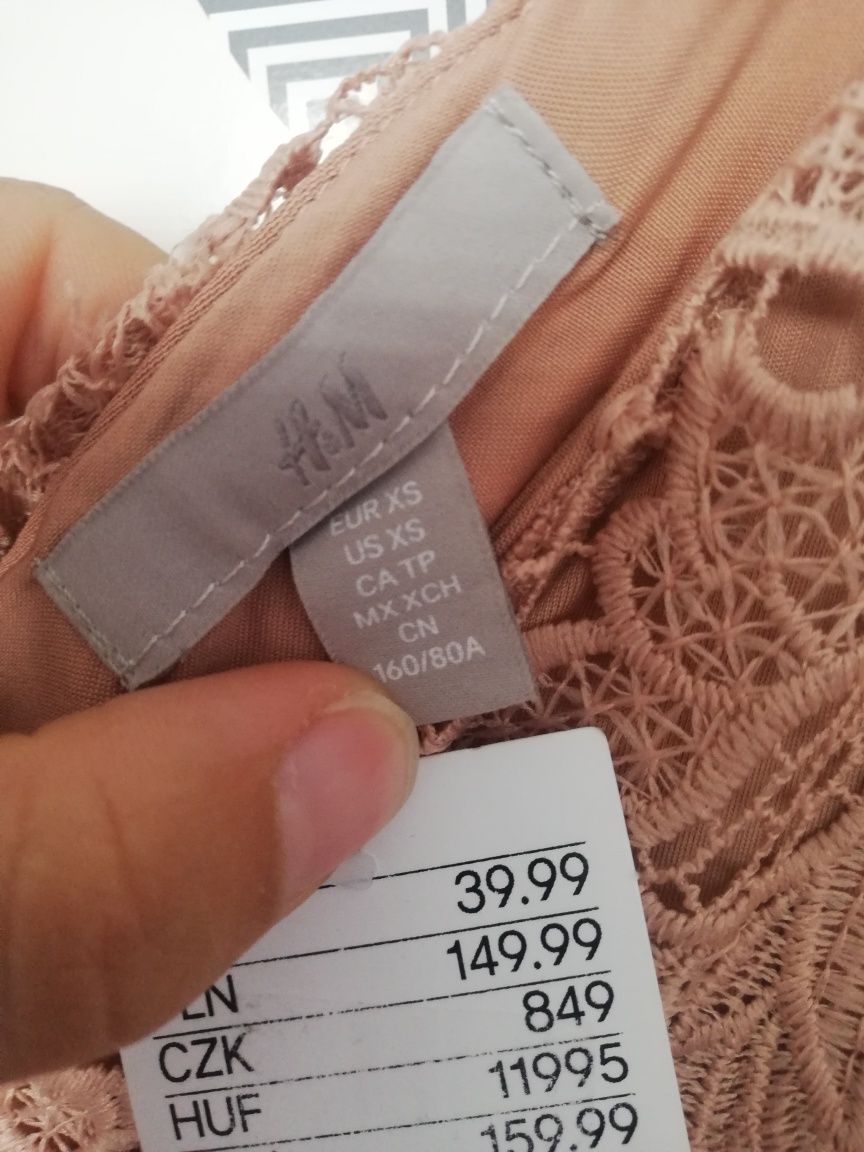 H&M
EUR XS
US XS
CA TP
MX XCH
CN
160/80A
39.99
LN 149.99
CZK 849
HUF 11995
159.99